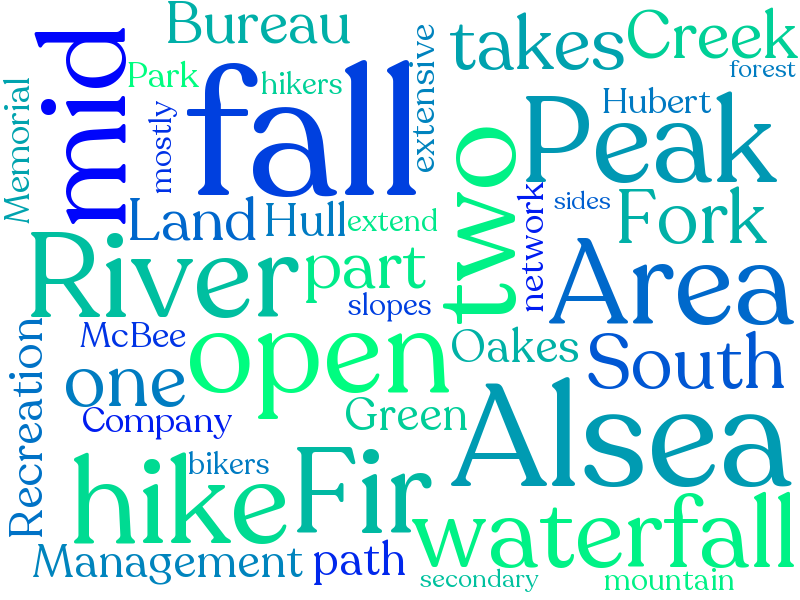 Bureau
takes
Creek
forest
mid
Park
hikers
extensive
Memorial
mostly
fall
Peak
Hubert
two
network
sides
Land
Hull
extend
Fork
River
part
slopes
Area
McBee
open
Oakes
South
Recreation
one
Company
Green
Alsea
hike
bikers
Fir
waterfall
Management
path
secondary
mountain